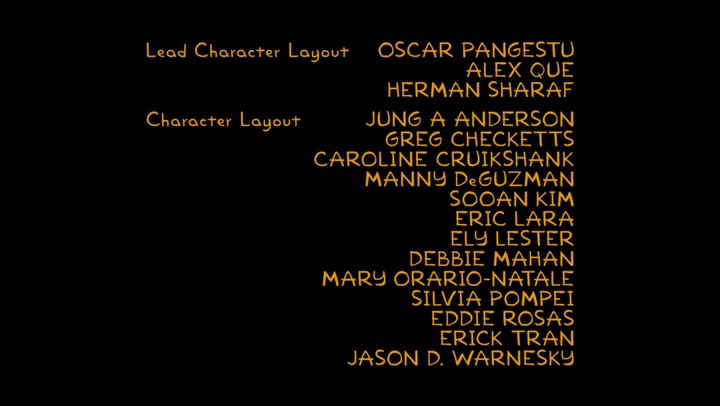 Lead Character Layout OSCAR PANGESTU
ALEX QUE
HERMAN SHARAF
Character Layout JUNG A ANDERSON
GREG CHECKETTS
CAROLINE CRUIKSHANK
MANNY DeGUZMAN
SOOAN KIM
ERIC LARA
ELY LESTER
DEBBIE MAHAN
MARY ORARIO-NATALE
SILVIA POMPEI
EDDIE ROSAS
ERICK TRAN
JASON D. WARNESKY